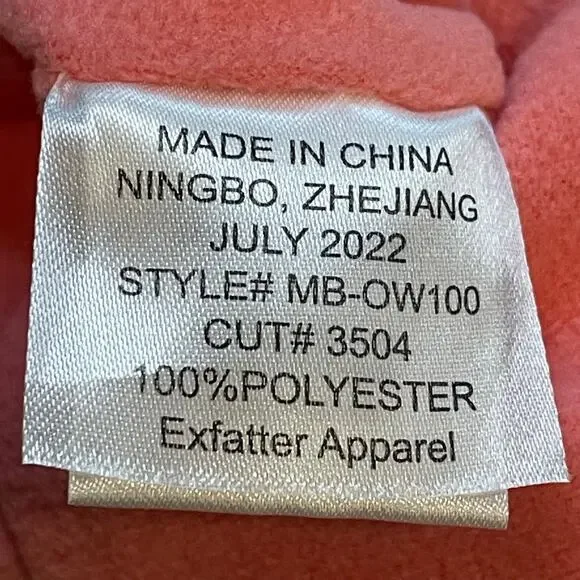 MADE IN CHINA
NINGBO, ZHEJIANG
JULY 2022
STYLE# MB-OW100
CUT# 3504
100%POLYESTER
Exfatter Apparel